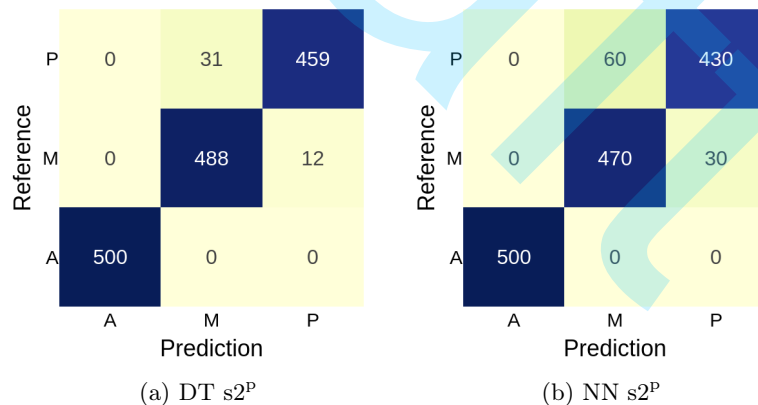 P 0 31 459
M 0 488 12
A 500 0 0
A M P
Reference
Prediction
(a) DT s2ᴾ
P 0 60 430
M 0 470 30
A 500 0 0
A M P
Reference
Prediction
(b) NN s2ᴾ